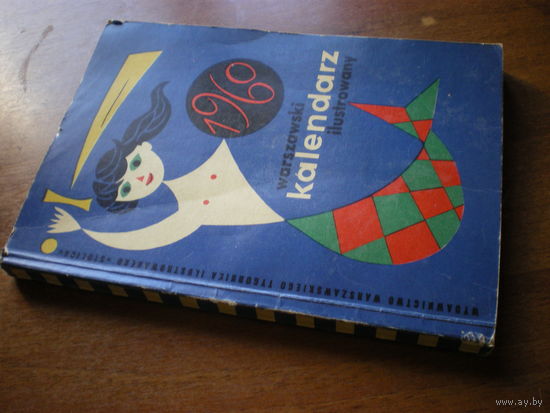 1960
warszawski
kalendarz
ilustrowany
WYDAWNICTWO WARSZAWSKIEGO TYGODNIKA ILUSTROWANEGO «STOLICA»
www.ay.by